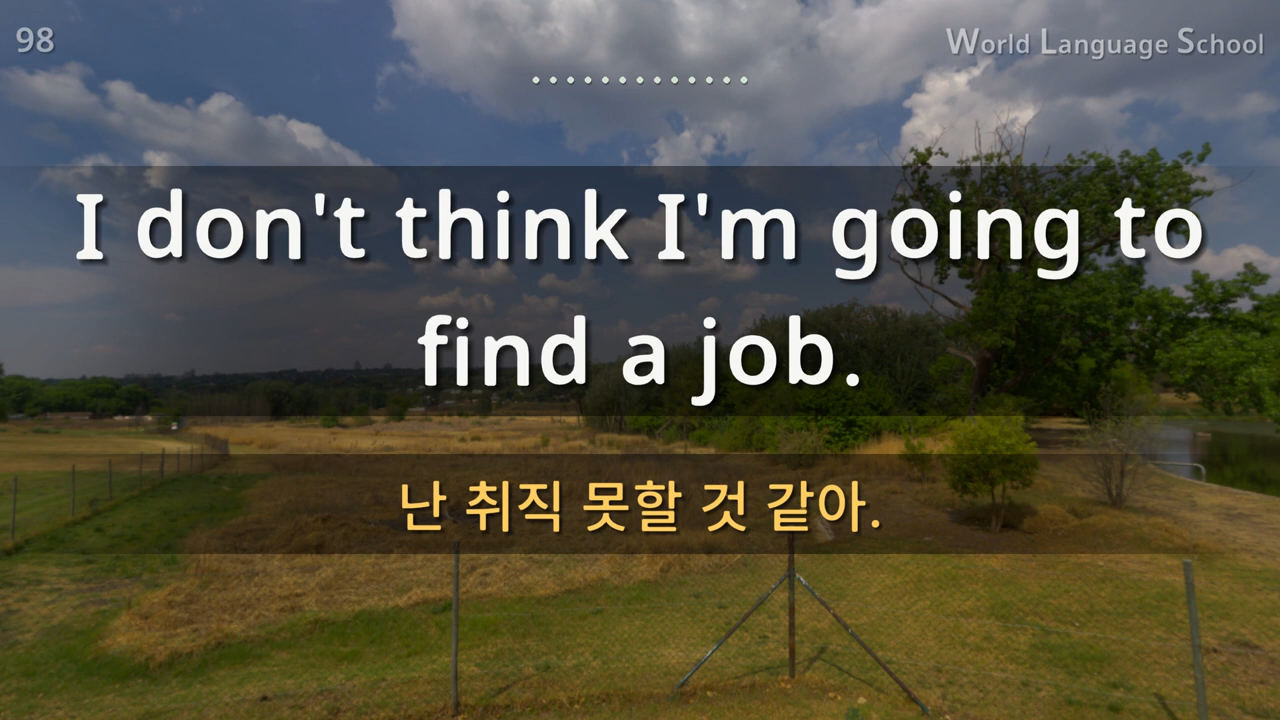 98
World Language School
I don't think I'm going to
find a job.
난 취직 못할 것 같아.